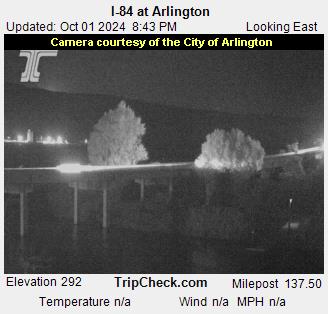 I-84 at Arlington
Updated: Oct 01 2024 8:43 PM Looking East
Camera courtesy of the City of Arlington
Elevation 292 TripCheck.com Milepost 137.50
Temperature n/a Wind n/a MPH n/a